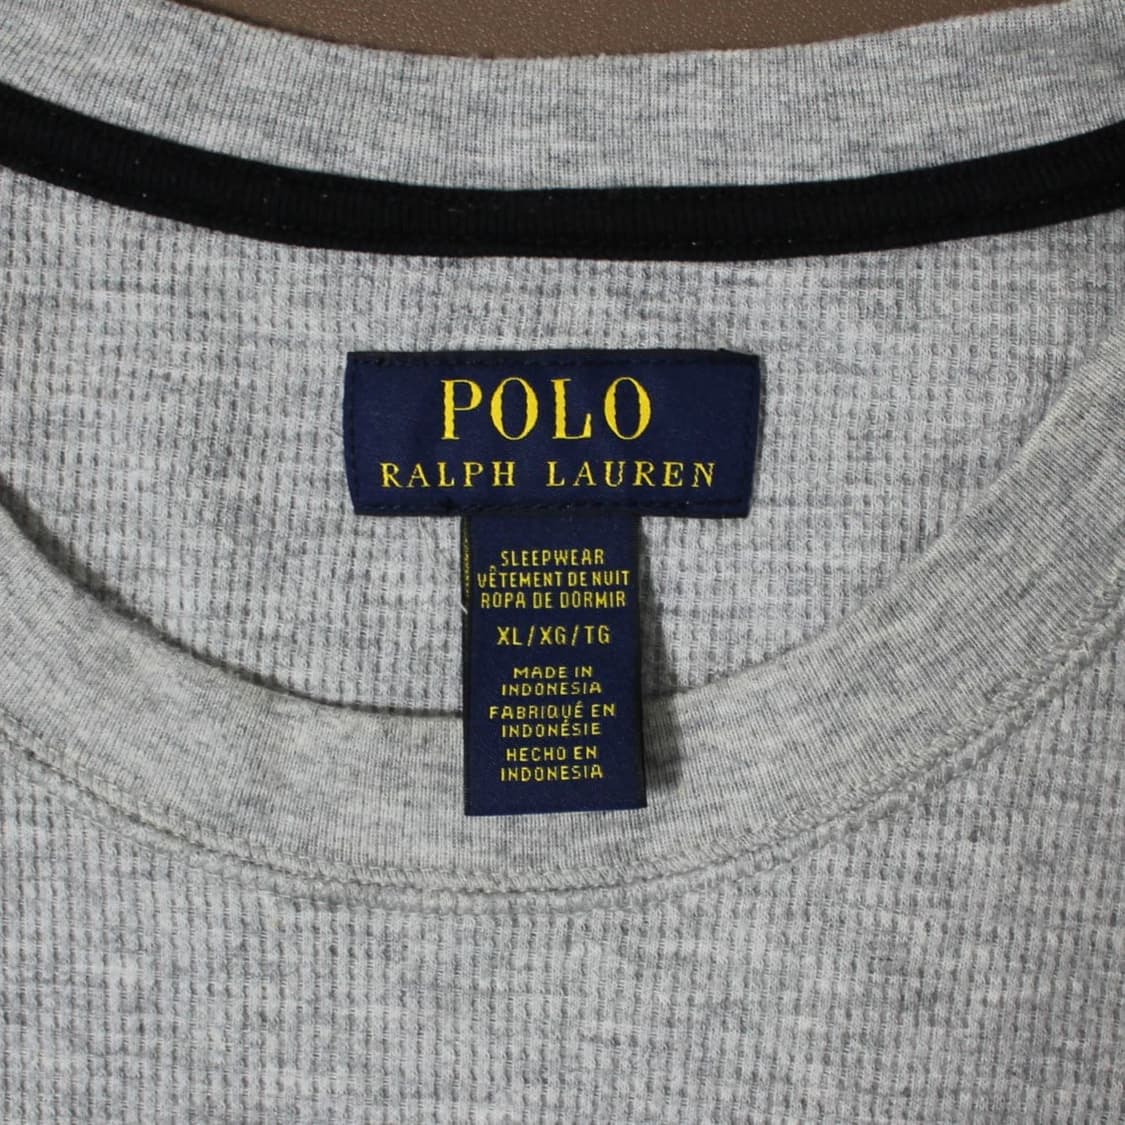 POLO
RALPH LAUREN
SLEEPWEAR
VÊTEMENT DE NUIT
ROPA DE DORMIR
XL/XG/TG
MADE IN
INDONESIA
FABRIQUÉ EN
INDONÉSIE
HECHO EN
INDONESIA